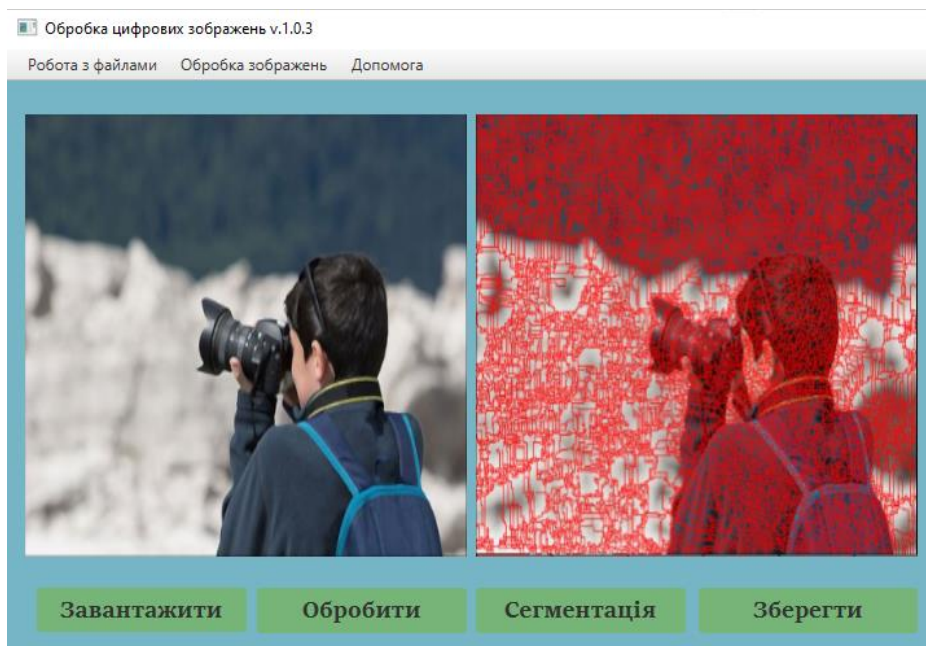 Обробка цифрових зображень v.1.0.3
Робота з файлами Обробка зображень Допомога
Завантажити Обробити Сегментація Зберегти